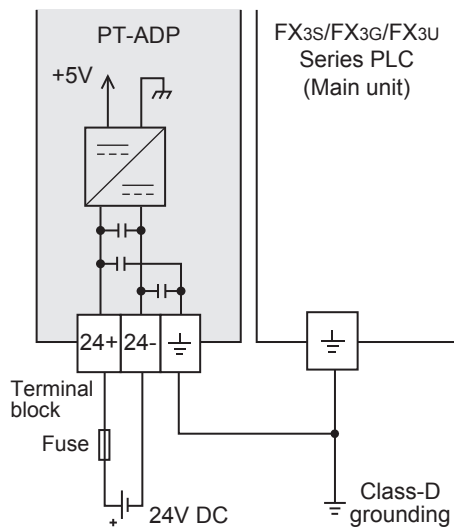 PT-ADP
FX3S/FX3G/FX3U
Series PLC
(Main unit)
+5V
24+
24-
Terminal
block
Fuse
+
24V DC
Class-D
grounding